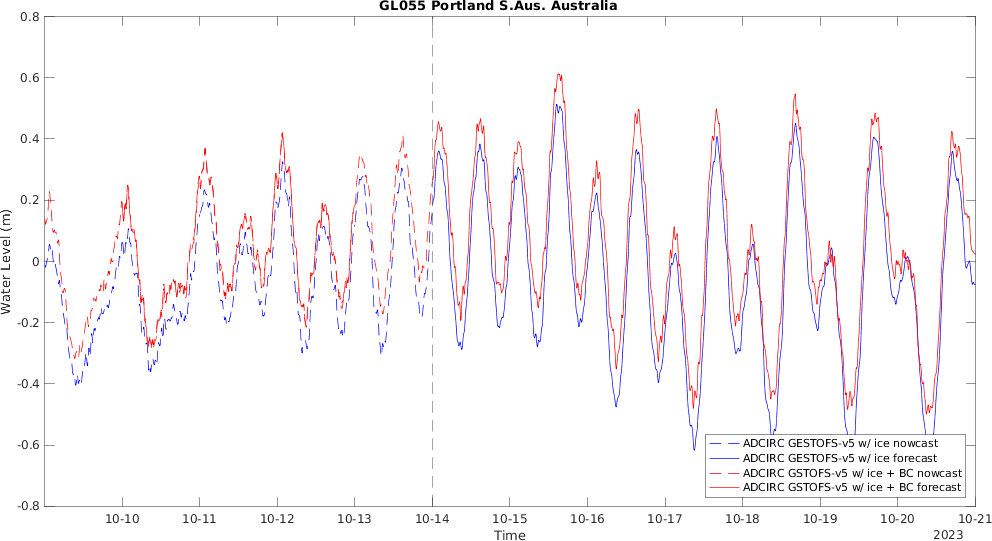 GL055 Portland S.Aus. Australia
0.8
0.6
0.4
0.2
0
-0.2
-0.4
-0.6
-0.8
Water Level (m)
10-10 10-11 10-12 10-13 10-14 10-15 10-16 10-17 10-18 10-19 10-20 10-21
Time
2023
ADCIRC GESTOFS-v5 w/ ice nowcast
ADCIRC GESTOFS-v5 w/ ice forecast
ADCIRC GSTOFS-v5 w/ ice + BC nowcast
ADCIRC GSTOFS-v5 w/ ice + BC forecast